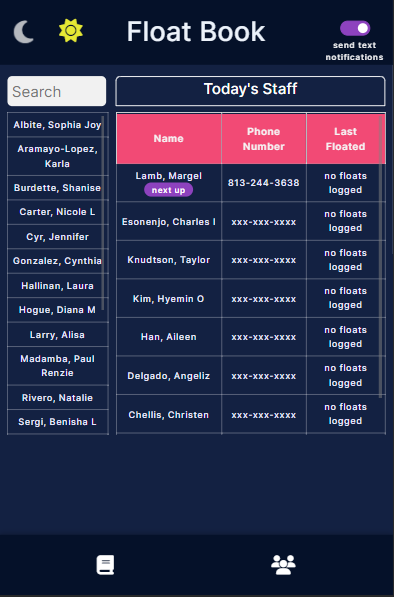 Float Book
send text
notifications
Search
Albite, Sophia Joy
Aramayo-Lopez,
Karla
Burdette, Shanise
Carter, Nicole L
Cyr, Jennifer
Gonzalez, Cynthia
Hallinan, Laura
Hogue, Diana M
Larry, Alisa
Madamba, Paul
Renzie
Rivero, Natalie
Sergi, Benisha L
Today's Staff
Name
Phone
Number
Last
Floated
Lamb, Margel
next up
813-244-3638
no floats
logged
Esonenjo, Charles I
xxx-xxx-xxxx
no floats
logged
Knudtson, Taylor
xxx-xxx-xxxx
no floats
logged
Kim, Hyemin O
xxx-xxx-xxxx
no floats
logged
Han, Aileen
xxx-xxx-xxxx
no floats
logged
Delgado, Angeliz
xxx-xxx-xxxx
no floats
logged
Chellis, Christen
xxx-xxx-xxxx
no floats
logged